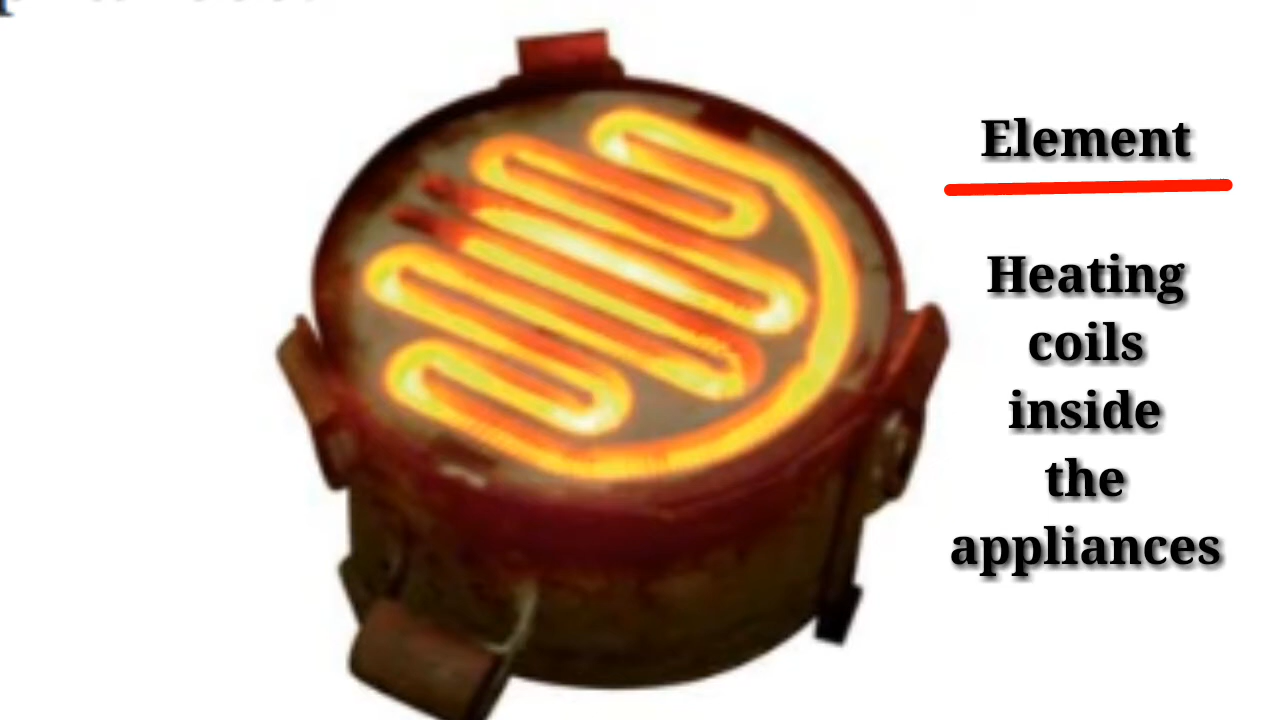 Element
Heating
coils
inside
the
appliances